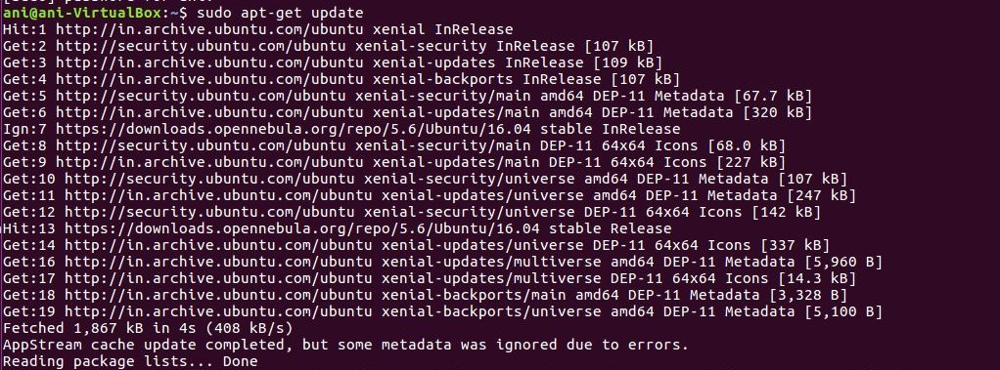 ani@ani-VirtualBox:~$ sudo apt-get update
Hit:1 http://in.archive.ubuntu.com/ubuntu xenial InRelease
Get:2 http://security.ubuntu.com/ubuntu xenial-security InRelease [107 kB]
Get:3 http://in.archive.ubuntu.com/ubuntu xenial-updates InRelease [109 kB]
Get:4 http://in.archive.ubuntu.com/ubuntu xenial-backports InRelease [107 kB]
Get:5 http://security.ubuntu.com/ubuntu xenial-security/main amd64 DEP-11 Metadata [67.7 kB]
Get:6 http://in.archive.ubuntu.com/ubuntu xenial-updates/main amd64 DEP-11 Metadata [320 kB]
Ign:7 https://downloads.opennebula.org/repo/5.6/Ubuntu/16.04 stable InRelease
Get:8 http://security.ubuntu.com/ubuntu xenial-security/main DEP-11 64x64 Icons [68.0 kB]
Get:9 http://in.archive.ubuntu.com/ubuntu xenial-updates/main DEP-11 64x64 Icons [227 kB]
Get:10 http://security.ubuntu.com/ubuntu xenial-security/universe amd64 DEP-11 Metadata [107 kB]
Get:11 http://in.archive.ubuntu.com/ubuntu xenial-updates/universe amd64 DEP-11 Metadata [247 kB]
Get:12 http://security.ubuntu.com/ubuntu xenial-security/universe DEP-11 64x64 Icons [142 kB]
Hit:13 https://downloads.opennebula.org/repo/5.6/Ubuntu/16.04 stable Release
Get:14 http://in.archive.ubuntu.com/ubuntu xenial-updates/universe DEP-11 64x64 Icons [337 kB]
Get:16 http://in.archive.ubuntu.com/ubuntu xenial-updates/multiverse amd64 DEP-11 Metadata [5,960 B]
Get:17 http://in.archive.ubuntu.com/ubuntu xenial-updates/multiverse DEP-11 64x64 Icons [14.3 kB]
Get:18 http://in.archive.ubuntu.com/ubuntu xenial-backports/main amd64 DEP-11 Metadata [3,328 B]
Get:19 http://in.archive.ubuntu.com/ubuntu xenial-backports/universe amd64 DEP-11 Metadata [5,100 B]
Fetched 1,867 kB in 4s (408 kB/s)
AppStream cache update completed, but some metadata was ignored due to errors.
Reading package lists... Done